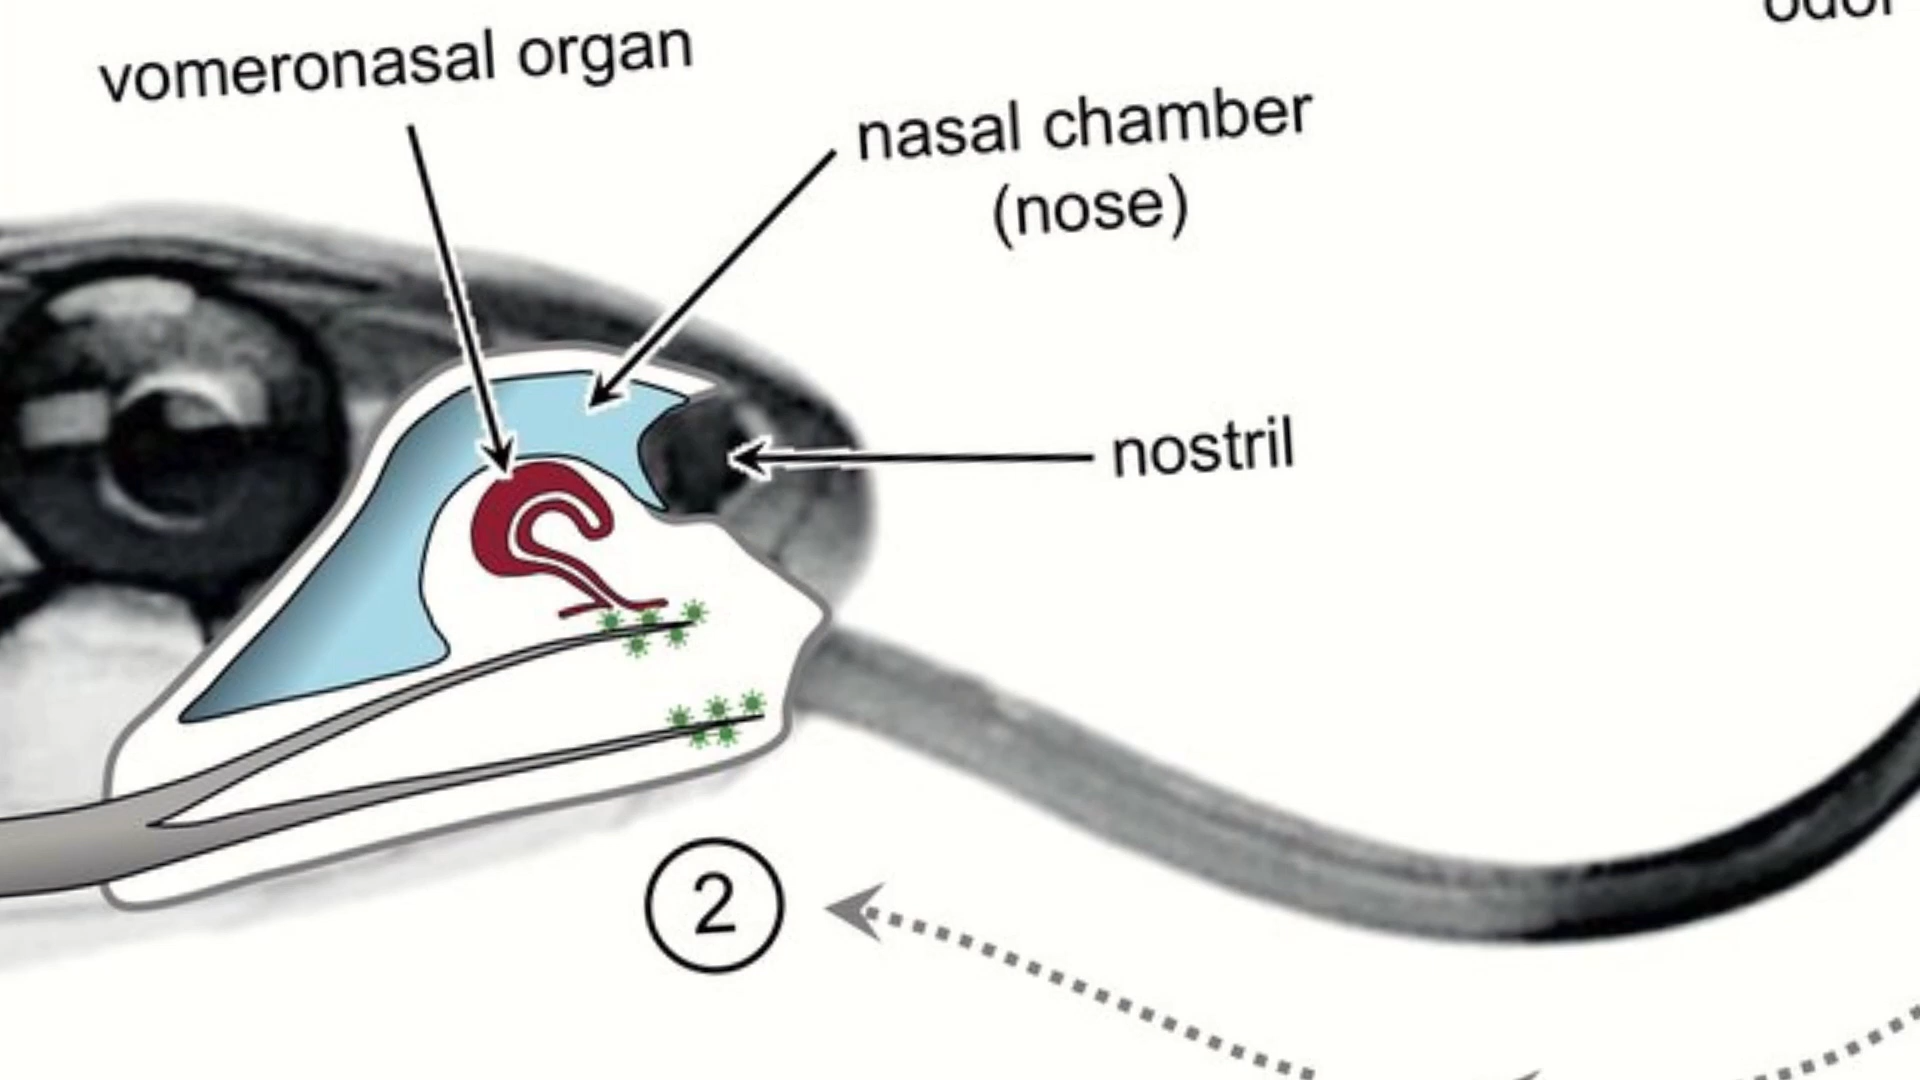 vomeronasal organ
nasal chamber
(nose)
nostril
2